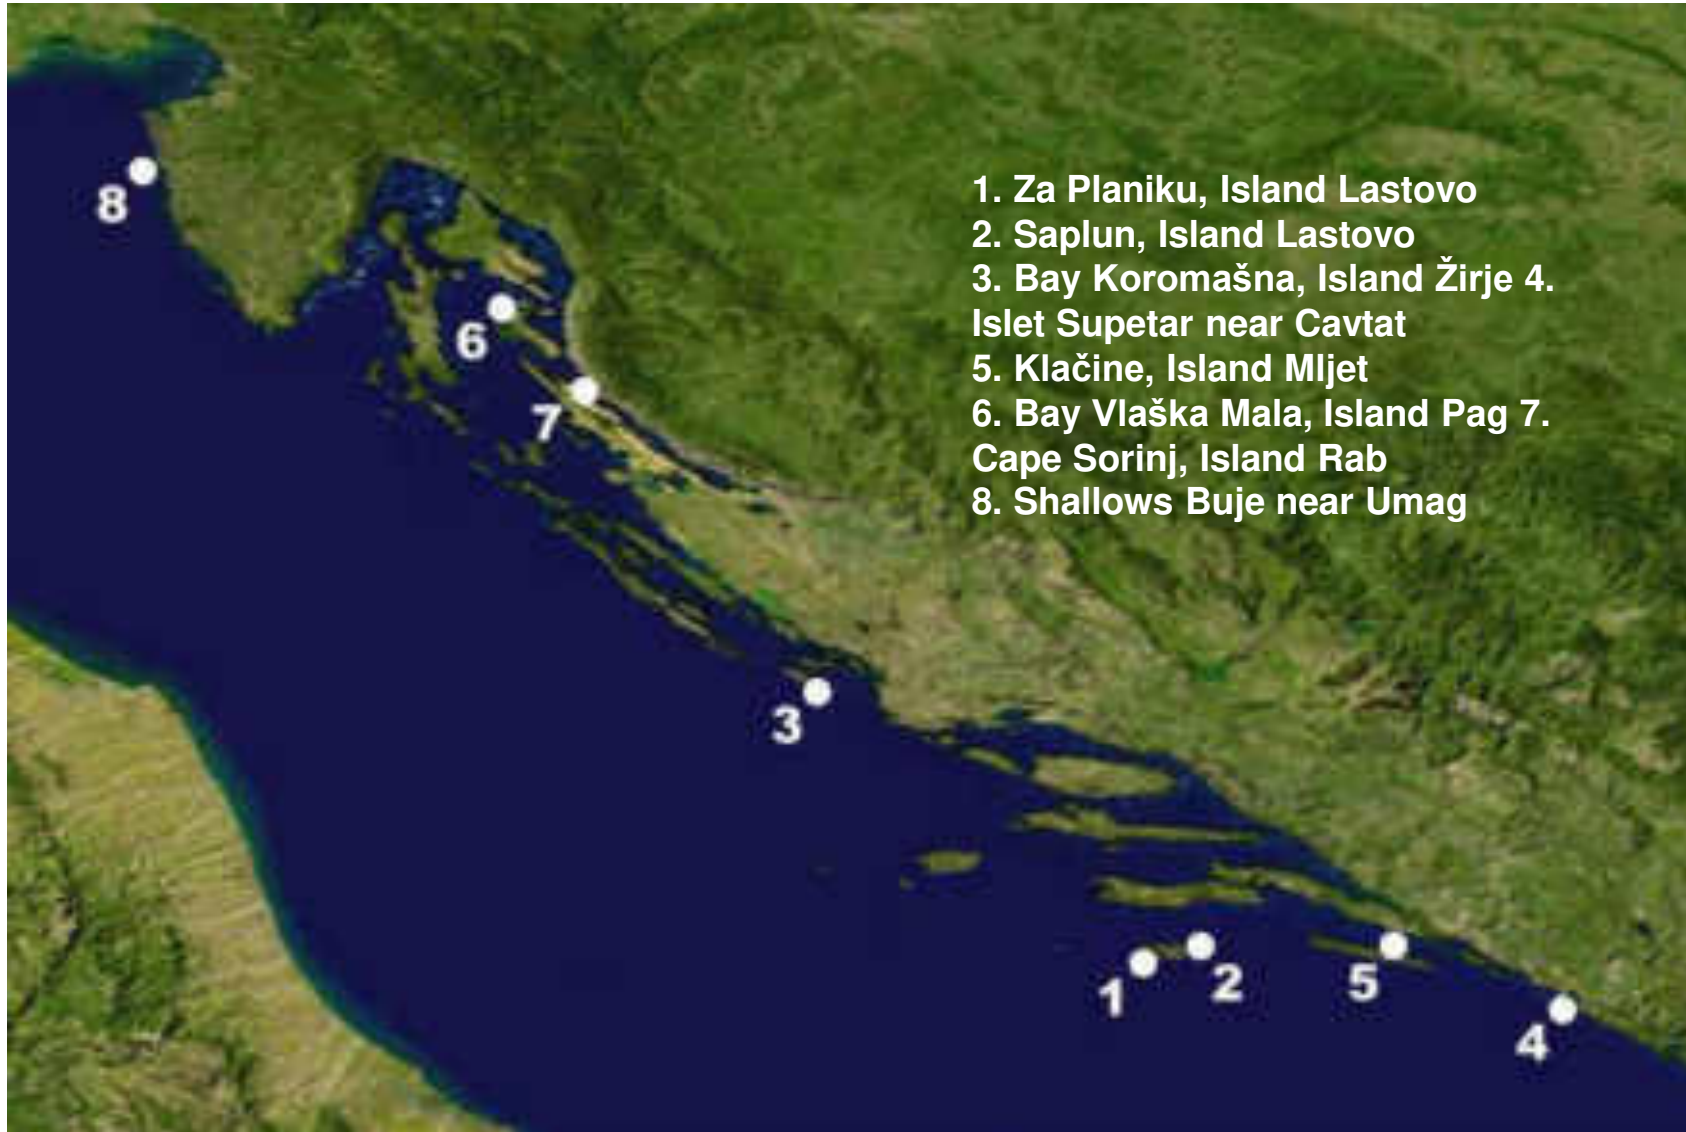 1. Za Planiku, Island Lastovo
2. Saplun, Island Lastovo
3. Bay Koromašna, Island Žirje 4.
Islet Supetar near Cavtat
5. Klačine, Island Mljet
6. Bay Vlaška Mala, Island Pag 7.
Cape Sorinj, Island Rab
8. Shallows Buje near Umag
8
6
7
3
1
2
5
4